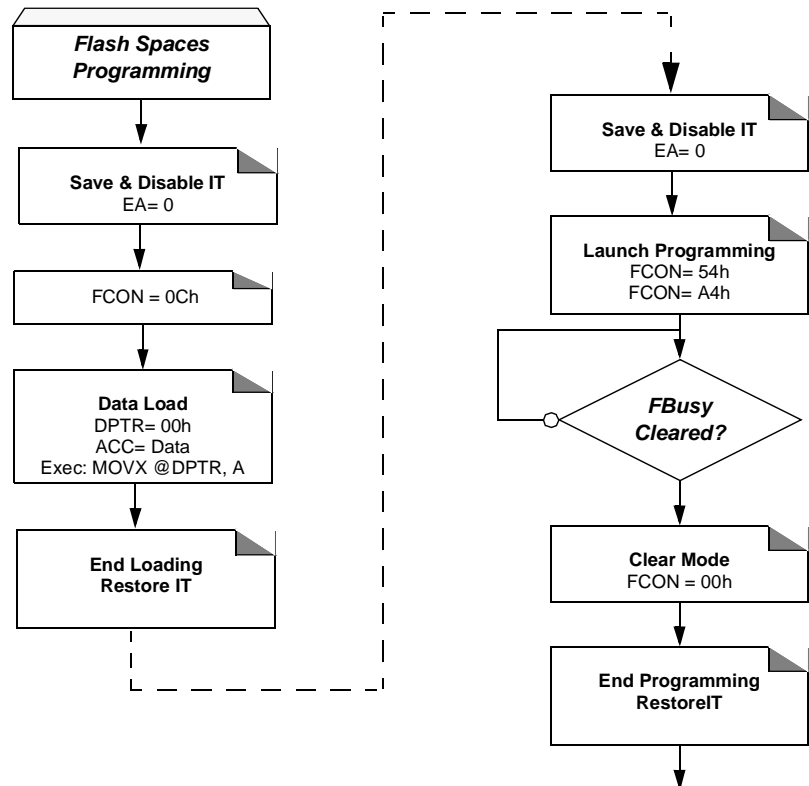 Flash Spaces
Programming
Save & Disable IT
EA= 0
FCON = 0Ch
Data Load
DPTR= 00h
ACC= Data
Exec: MOVX @DPTR, A
End Loading
Restore IT
Save & Disable IT
EA= 0
Launch Programming
FCON= 54h
FCON= A4h
FBusy
Cleared?
Clear Mode
FCON = 00h
End Programming
RestoreIT